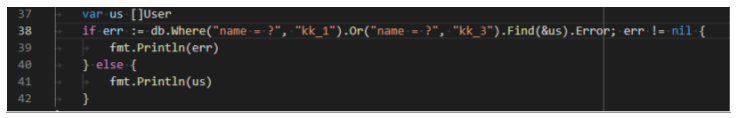 37 var us []User
38 if err := db.Where("name = ?", "kk_1").Or("name = ?", "kk_3").Find(&us).Error; err != nil {
39 fmt.Println(err)
40 } else {
41 fmt.Println(us)
42 }